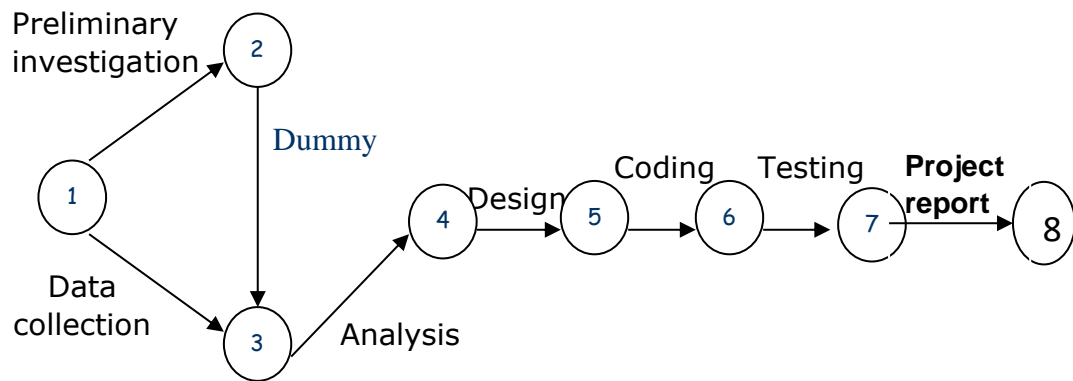 Preliminary
investigation
2
Dummy
1
Data
collection
3
Analysis
4
Design
5
Coding
6
Testing
7
Project
report
8